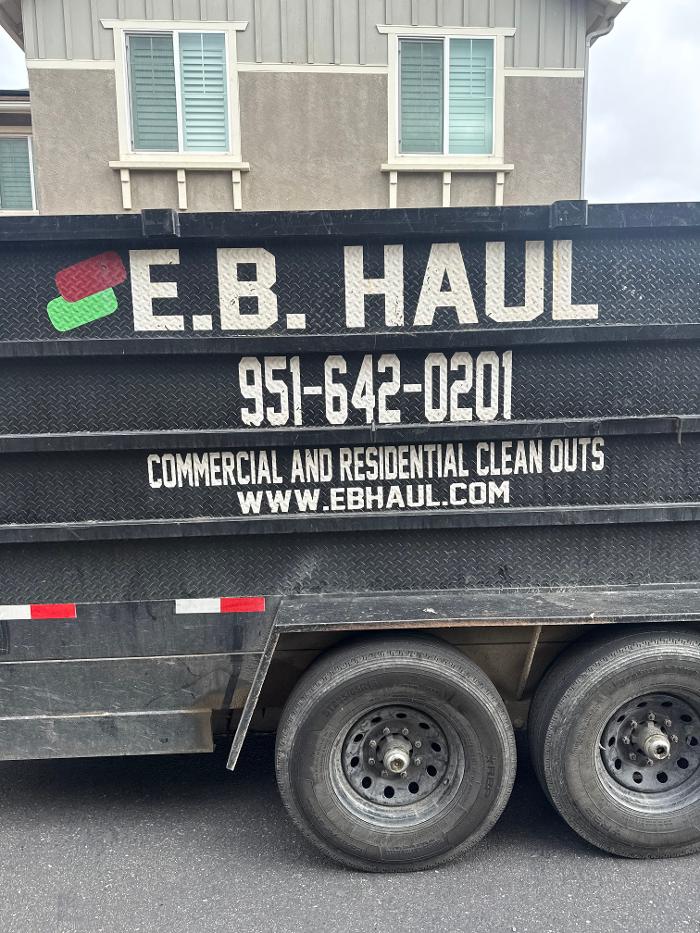 E.B. HAUL
951-642-0201
COMMERCIAL AND RESIDENTIAL CLEAN OUTS
WWW.EBHAUL.COM